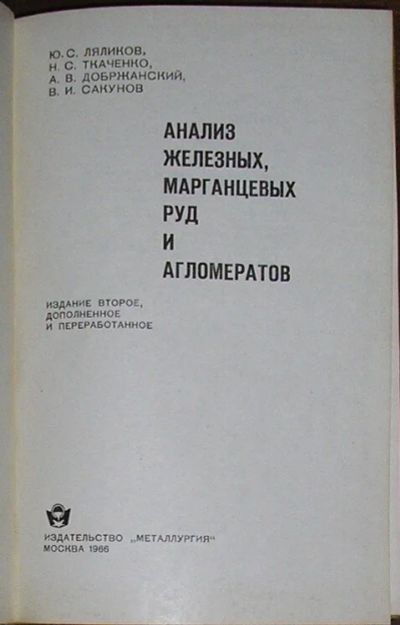 Ю. С. ЛЯЛИКОВ,
Н. С. ТКАЧЕНКО,
А. В. ДОБРЖАНСКИЙ,
В. И. САКУНОВ
АНАЛИЗ
ЖЕЛЕЗНЫХ,
МАРГАНЦЕВЫХ
РУД
И
АГЛОМЕРАТОВ
ИЗДАНИЕ ВТОРОЕ,
ДОПОЛНЕННОЕ
И ПЕРЕРАБОТАННОЕ
ИЗДАТЕЛЬСТВО „МЕТАЛЛУРГИЯ“
МОСКВА 1966